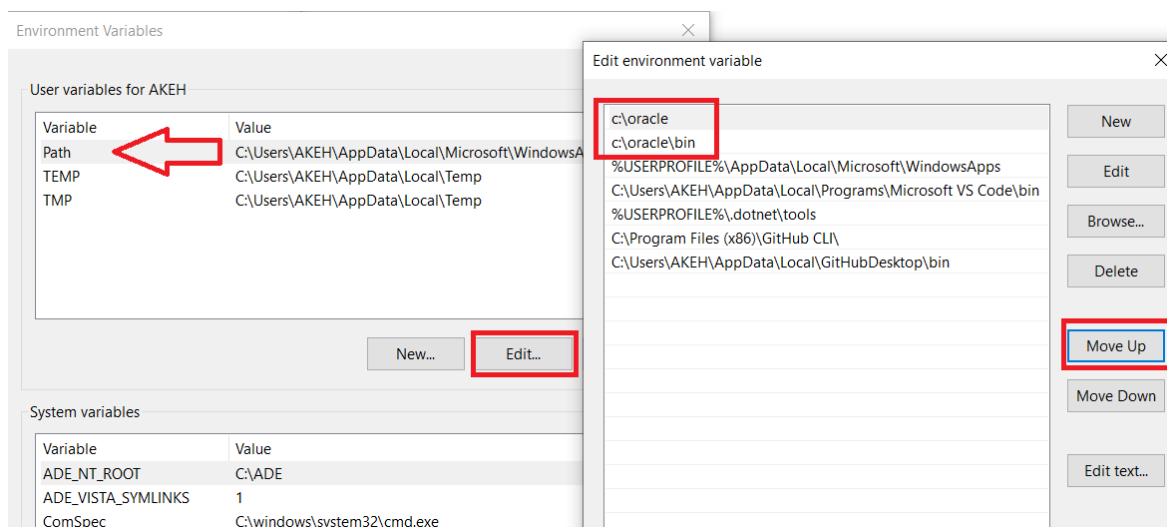 Environment Variables
User variables for AKEH
Variable Value
Path C:\Users\AKEH\AppData\Local\Microsoft\WindowsA
TEMP C:\Users\AKEH\AppData\Local\Temp
TMP C:\Users\AKEH\AppData\Local\Temp
New... Edit...
System variables
Variable Value
ADE_NT_ROOT C:\ADE
ADE_VISTA_SYMLINKS 1
ComSpec C:\windows\system32\cmd.exe
Edit environment variable
c:\oracle
c:\oracle\bin
%USERPROFILE%\AppData\Local\Microsoft\WindowsApps
C:\Users\AKEH\AppData\Local\Programs\Microsoft VS Code\bin
%USERPROFILE%\.dotnet\tools
C:\Program Files (x86)\GitHub CLI\
C:\Users\AKEH\AppData\Local\GitHubDesktop\bin
New
Edit
Browse...
Delete
Move Up
Move Down
Edit text...